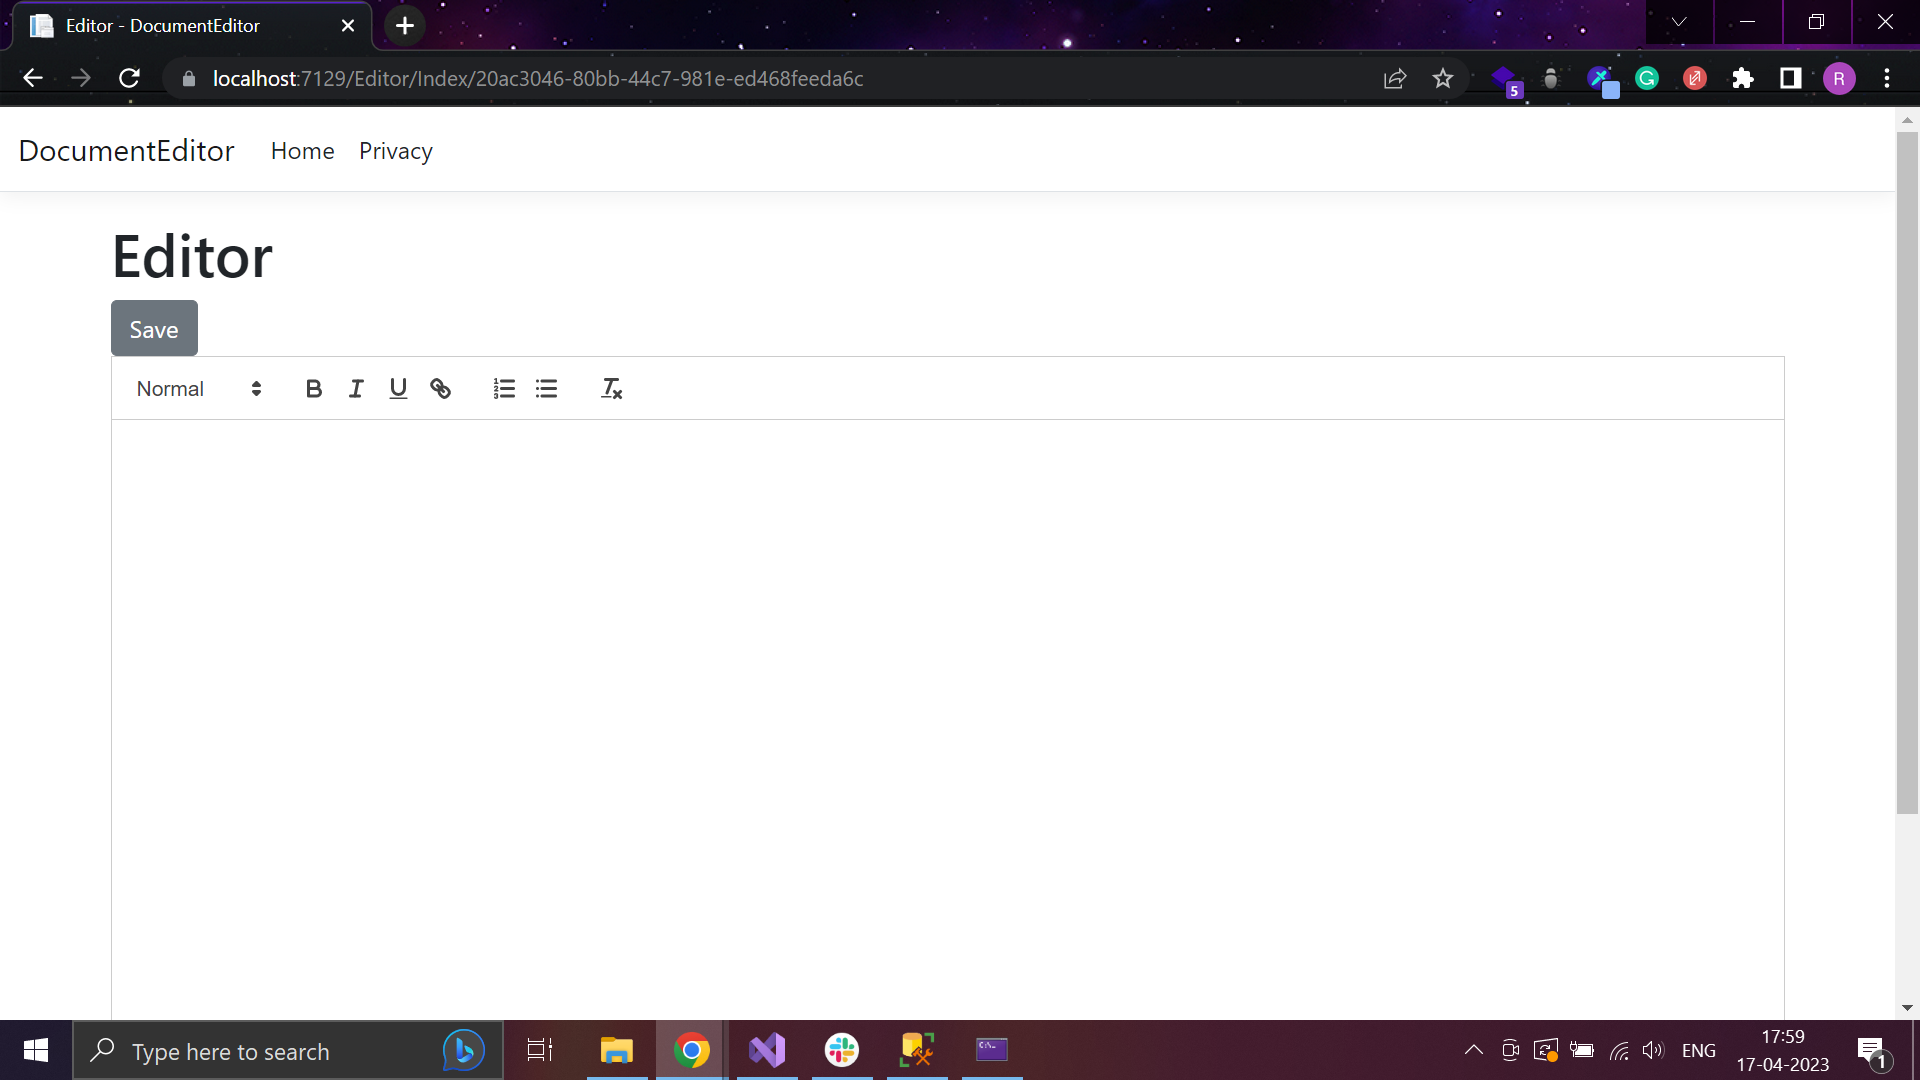 Editor - DocumentEditor
localhost:7129/Editor/Index/20ac3046-80bb-44c7-981e-ed468feeda6c
5
R
DocumentEditor Home Privacy
Editor
Save
Normal
Type here to search
ENG
17:59
17-04-2023
1